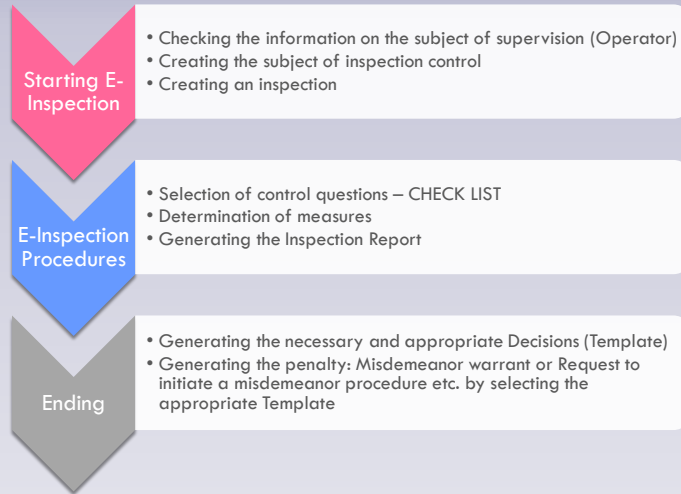 Starting E-
Inspection
• Checking the information on the subject of supervision (Operator)
• Creating the subject of inspection control
• Creating an inspection
E-Inspection
Procedures
• Selection of control questions – CHECK LIST
• Determination of measures
• Generating the Inspection Report
Ending
• Generating the necessary and appropriate Decisions (Template)
• Generating the penalty: Misdemeanor warrant or Request to
initiate a misdemeanor procedure etc. by selecting the
appropriate Template